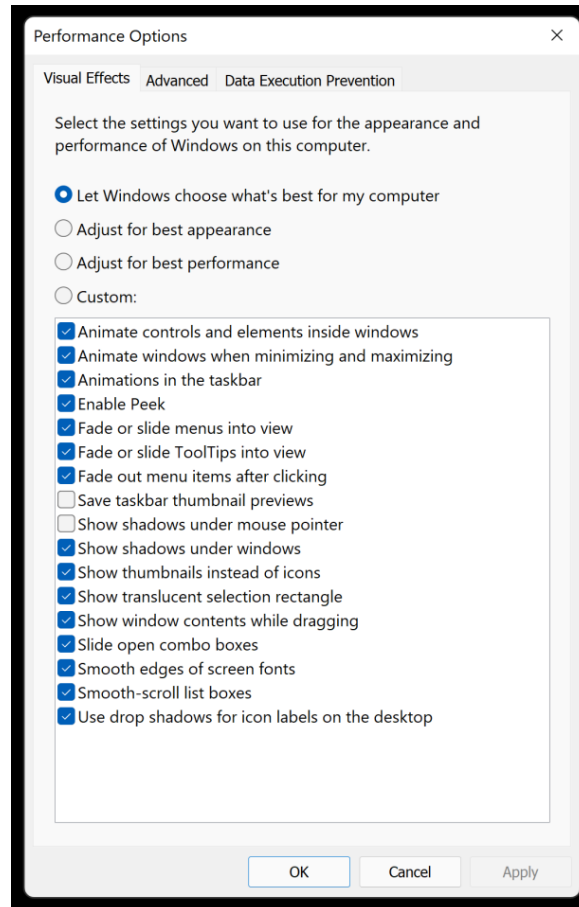 Performance Options
Visual Effects Advanced Data Execution Prevention
Select the settings you want to use for the appearance and
performance of Windows on this computer.
Let Windows choose what's best for my computer
Adjust for best appearance
Adjust for best performance
Custom:
Animate controls and elements inside windows
Animate windows when minimizing and maximizing
Animations in the taskbar
Enable Peek
Fade or slide menus into view
Fade or slide ToolTips into view
Fade out menu items after clicking
Save taskbar thumbnail previews
Show shadows under mouse pointer
Show shadows under windows
Show thumbnails instead of icons
Show translucent selection rectangle
Show window contents while dragging
Slide open combo boxes
Smooth edges of screen fonts
Smooth-scroll list boxes
Use drop shadows for icon labels on the desktop
OK Cancel Apply